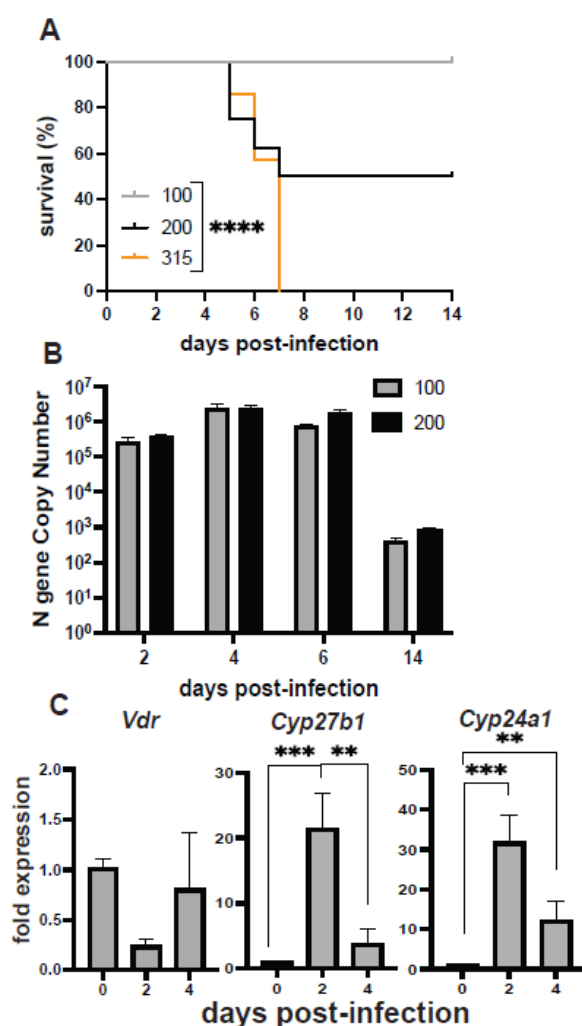 A
survival (%)
100
80
60
40
20
0
100
200
315
****
0 2 4 6 8 10 12 14
days post-infection
B
N gene Copy Number
10⁷
10⁶
10⁵
10⁴
10³
10²
10¹
10⁰
100
200
2 4 6 14
days post-infection
C
Vdr Cyp27b1 Cyp24a1
fold expression
2.0
1.5
1.0
0.5
0.0
0 2 4
30
20
10
0
*** **
0 2 4
50
40
30
20
10
0
**
***
0 2 4
days post-infection